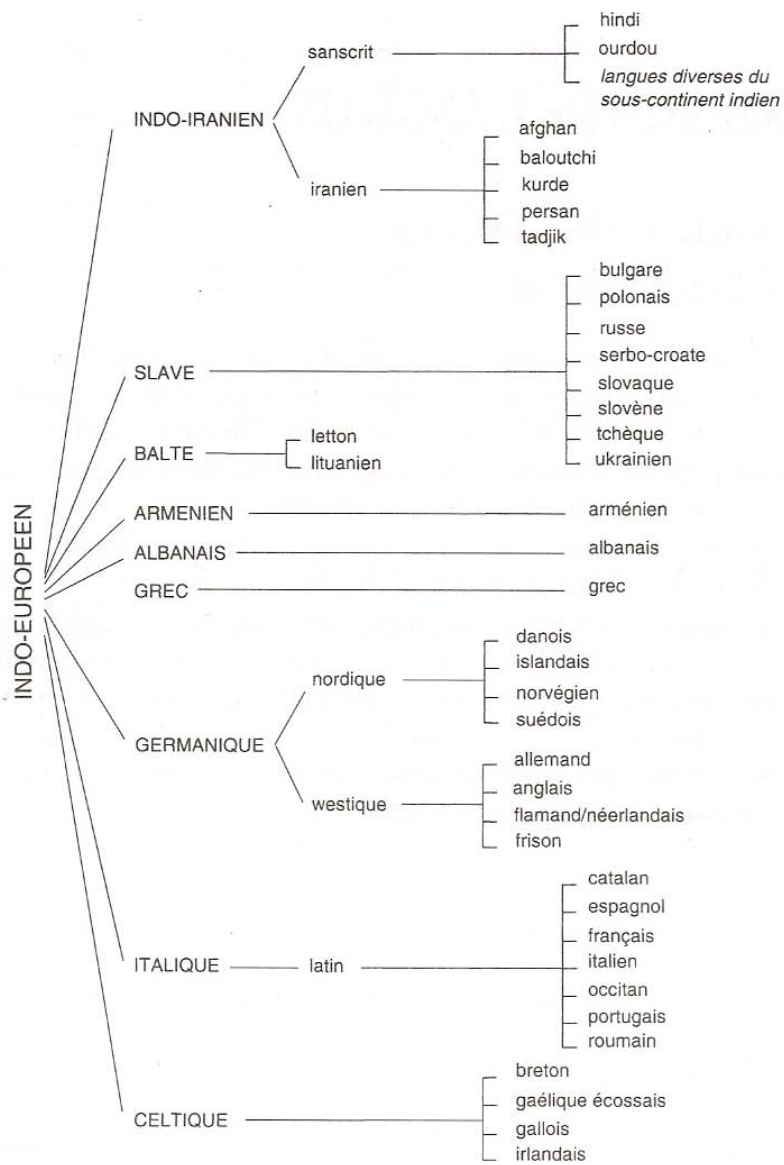 INDO-EUROPEEN
INDO-IRANIEN
sanscrit
hindi
ourdou
langues diverses du
sous-continent indien
iranien
afghan
baloutchi
kurde
persan
tadjik
SLAVE
bulgare
polonais
russe
serbo-croate
slovaque
slovène
tchèque
ukrainien
BALTE
letton
lituanien
ARMENIEN
arménien
ALBANAIS
albanais
GREC
grec
GERMANIQUE
nordique
danois
islandais
norvégien
suédois
westique
allemand
anglais
flamand/néerlandais
frison
ITALIQUE
latin
catalan
espagnol
français
italien
occitan
portugais
roumain
CELTIQUE
breton
gaélique écossais
gallois
irlandais